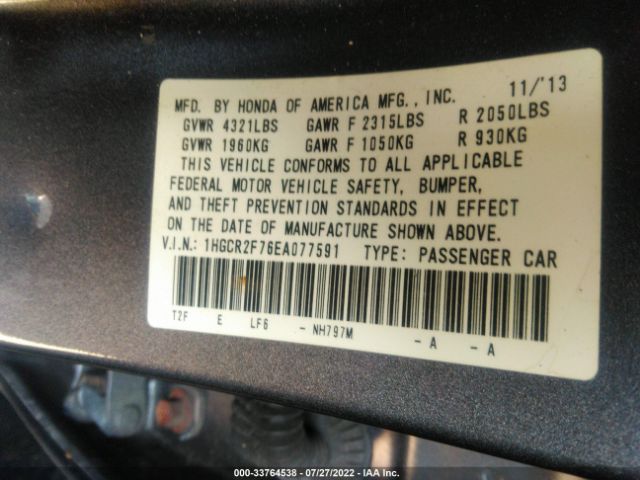 MFD. BY HONDA OF AMERICA MFG., INC. 11/'13
GVWR 4321LBS GAWR F 2315LBS R 2050LBS
GVWR 1960KG GAWR F 1050KG R 930KG
THIS VEHICLE CONFORMS TO ALL APPLICABLE
FEDERAL MOTOR VEHICLE SAFETY, BUMPER,
AND THEFT PREVENTION STANDARDS IN EFFECT
ON THE DATE OF MANUFACTURE SHOWN ABOVE.
V.I.N.: 1HGCR2F76EA077591 TYPE: PASSENGER CAR
T2F E LF6 - NH797M - A - A
000-33764538 | 07/27/2022 | IAA Inc.